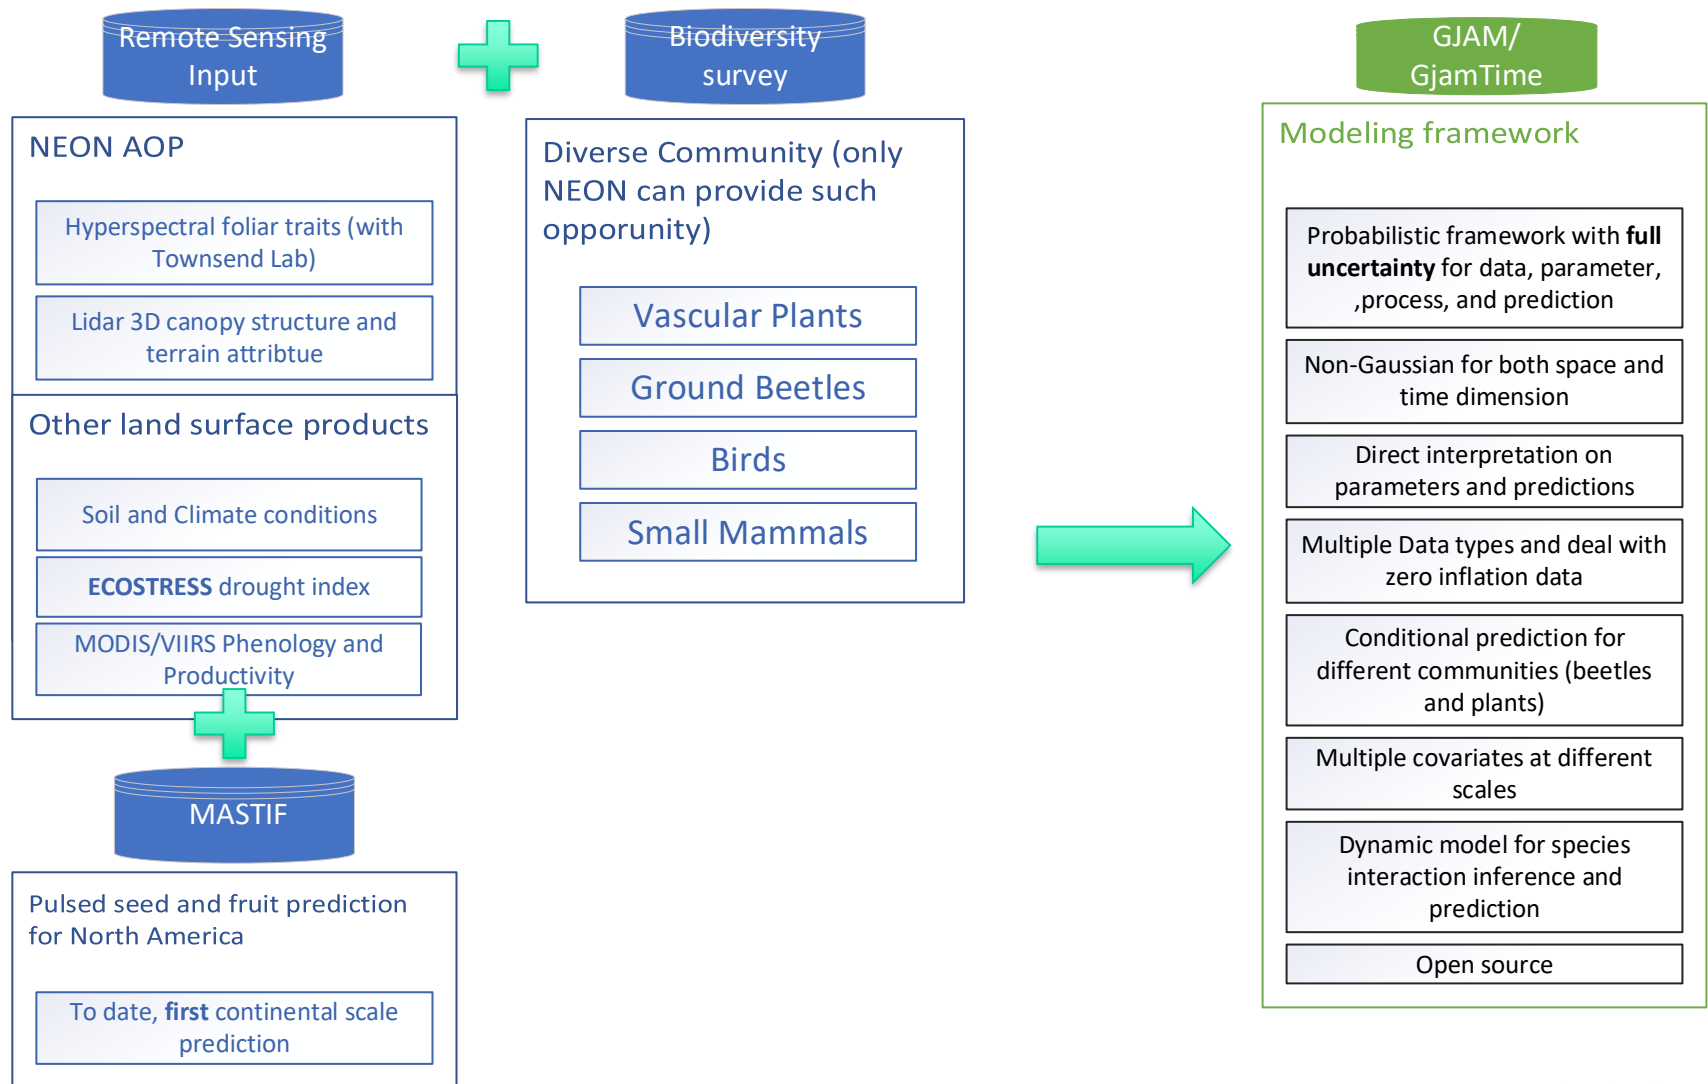 Remote Sensing
Input
NEON AOP
Hyperspectral foliar traits (with
Townsend Lab)
Lidar 3D canopy structure and
terrain attribtue
Other land surface products
Soil and Climate conditions
ECOSTRESS drought index
MODIS/VIIRS Phenology and
Productivity
MASTIF
Pulsed seed and fruit prediction
for North America
To date, first continental scale
prediction
Biodiversity
survey
Diverse Community (only
NEON can provide such
opporunity)
Vascular Plants
Ground Beetles
Birds
Small Mammals
GJAM/
GjamTime
Modeling framework
Probabilistic framework with full
uncertainty for data, parameter,
,process, and prediction
Non-Gaussian for both space and
time dimension
Direct interpretation on
parameters and predictions
Multiple Data types and deal with
zero inflation data
Conditional prediction for
different communities (beetles
and plants)
Multiple covariates at different
scales
Dynamic model for species
interaction inference and
prediction
Open source